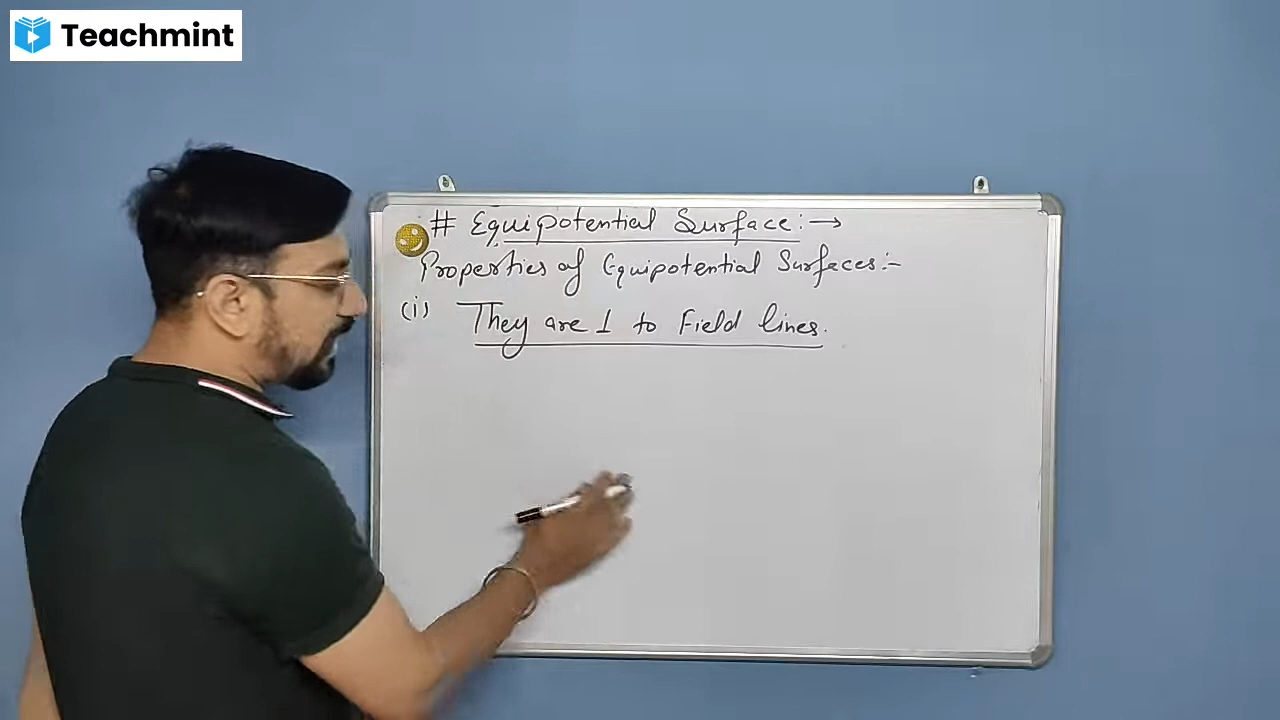 Teachmint
# Equipotential Surface:→
Properties of Equipotential Surfaces:-
(i) They are ⊥ to Field lines.